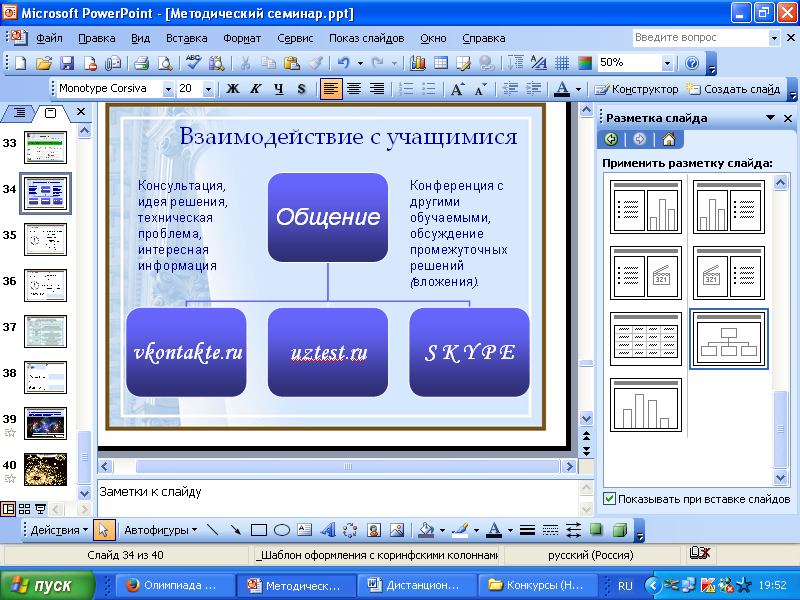 Microsoft PowerPoint - [Методический семинар.ppt]
Файл Правка Вид Вставка Формат Сервис Показ слайдов Окно Справка
Введите вопрос
50%
Monotype Corsiva 20 Ж К Ч S
Конструктор Создать слайд
33
34
35
36
37
38
39
40
Взаимодействие с учащимися
Консультация,
идея решения,
техническая
проблема,
интересная
информация
Общение
Конференция с
другими
обучаемыми,
обсуждение
промежуточных
решений
(вложения).
vkontakte.ru
uztest.ru
SKYPE
Разметка слайда
Применить разметку слайда:
321
321
Показывать при вставке слайдов
Заметки к слайду
Действия Автофигуры
Слайд 34 из 40
_Шаблон оформления с коринфскими колоннами
русский (Россия)
пуск
Олимпиада ...
Методическ...
Дистанцион...
Конкурсы (Н...
RU
19:52